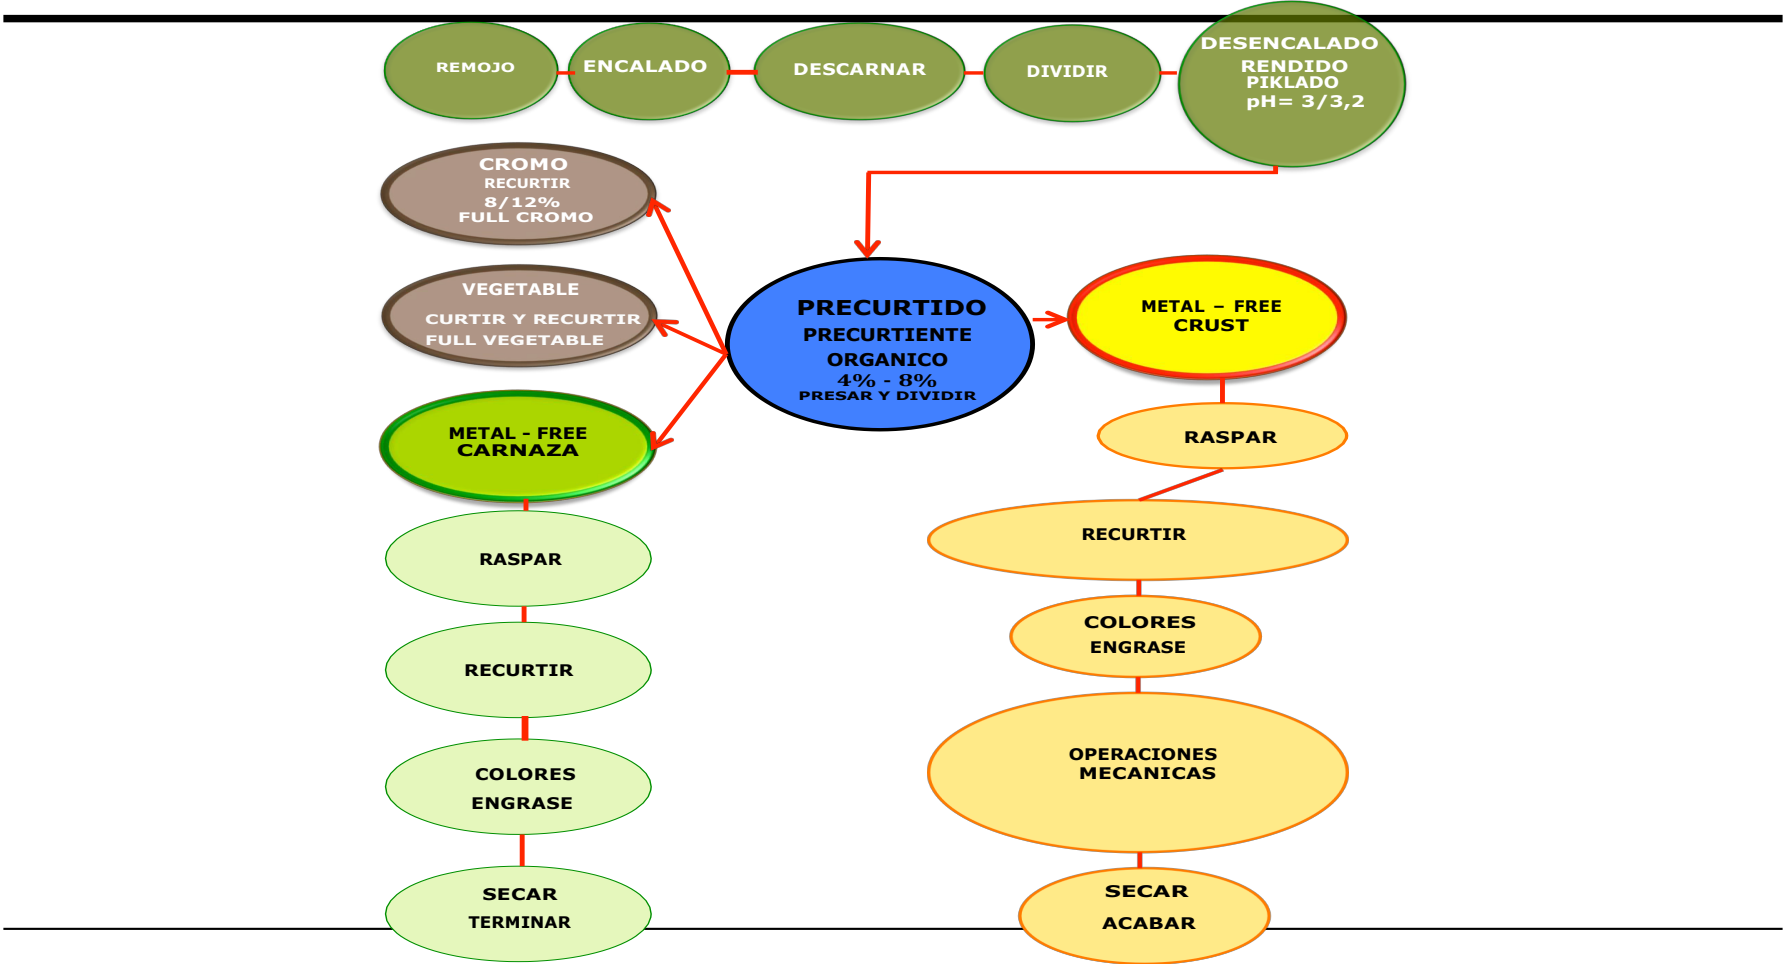 REMOJO
ENCALADO
DESCARNAR
DIVIDIR
DESENCALADO
RENDIDO
PIKLADO
pH= 3/3,2
CROMO
RECURTIR
8/12%
FULL CROMO
VEGETABLE
CURTIR Y RECURTIR
FULL VEGETABLE
METAL - FREE
CARNAZA
PRECURTIDO
PRECURTIENTE
ORGANICO
4% - 8%
PRESAR Y DIVIDIR
METAL – FREE
CRUST
RASPAR
RECURTIR
COLORES
ENGRASE
SECAR
TERMINAR
RASPAR
RECURTIR
COLORES
ENGRASE
OPERACIONES
MECANICAS
SECAR
ACABAR